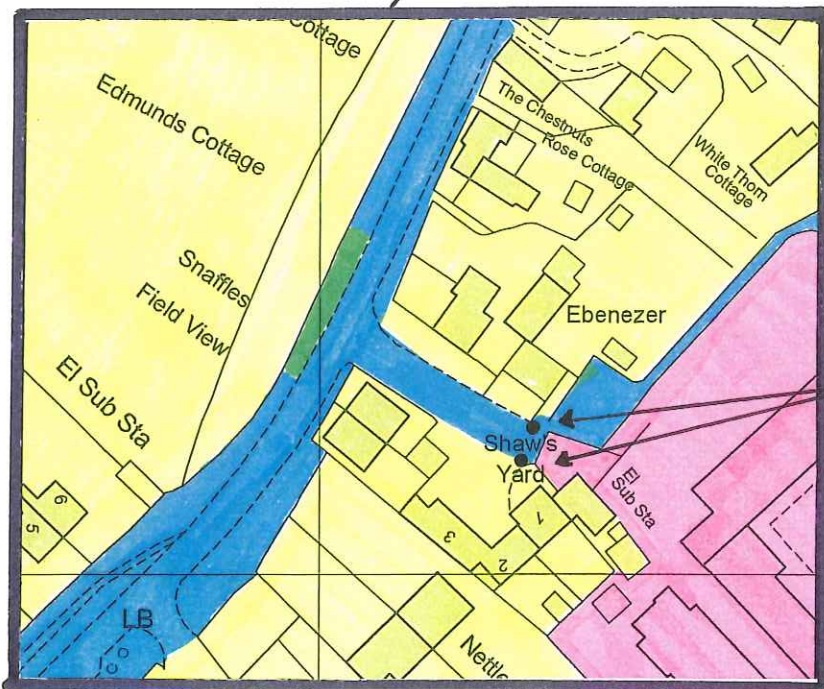 Cottage
Edmunds Cottage
The Chestnuts
Rose Cottage
White Thorn
Cottage
Snaffles
Field View
Ebenezer
El Sub Sta
Shaw's
Yard
El
Sub Sta
6
5
1
3
2
LB
Nettle